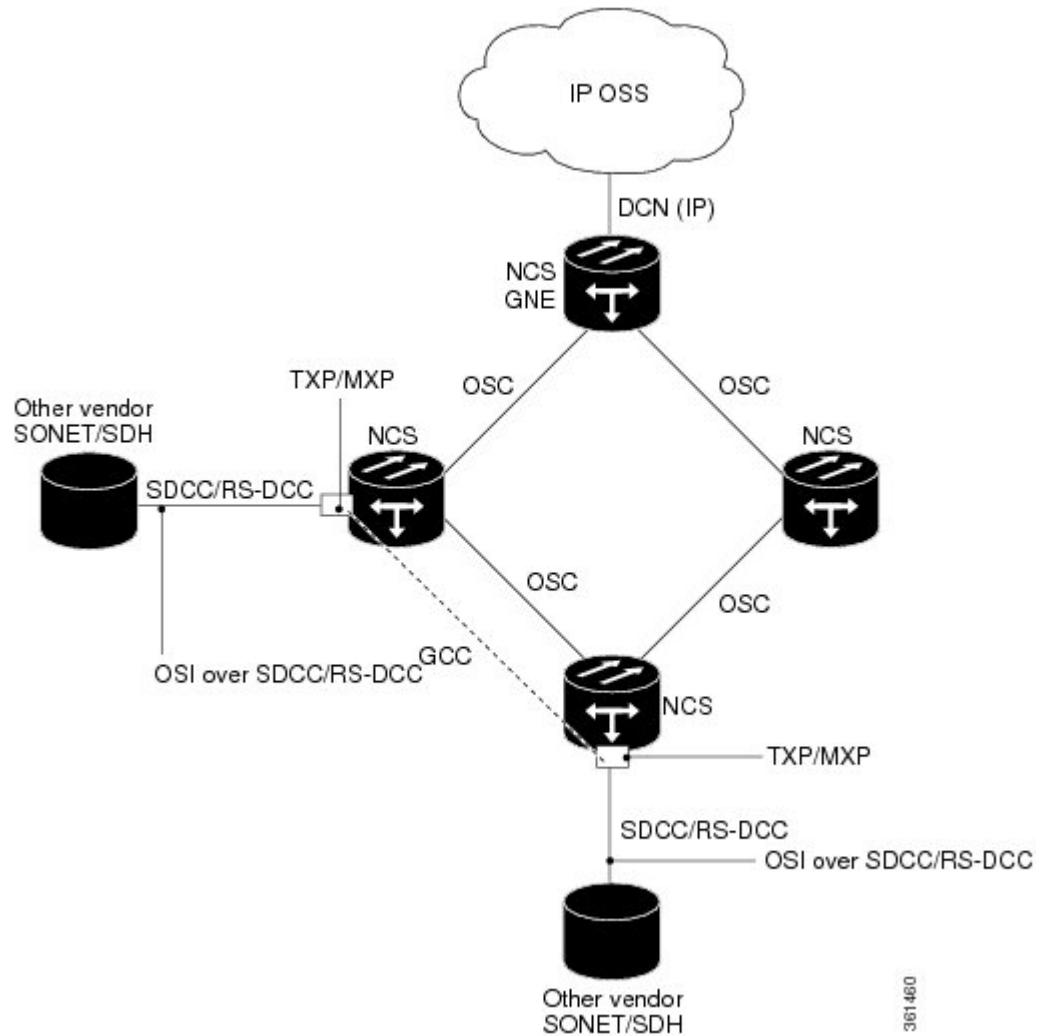 IP OSS
DCN (IP)
NCS
GNE
OSC
OSC
TXP/MXP
Other vendor
SONET/SDH
NCS
NCS
SDCC/RS-DCC
OSC
OSC
OSI over SDCC/RS-DCC
GCC
NCS
TXP/MXP
SDCC/RS-DCC
OSI over SDCC/RS-DCC
Other vendor
SONET/SDH
361460